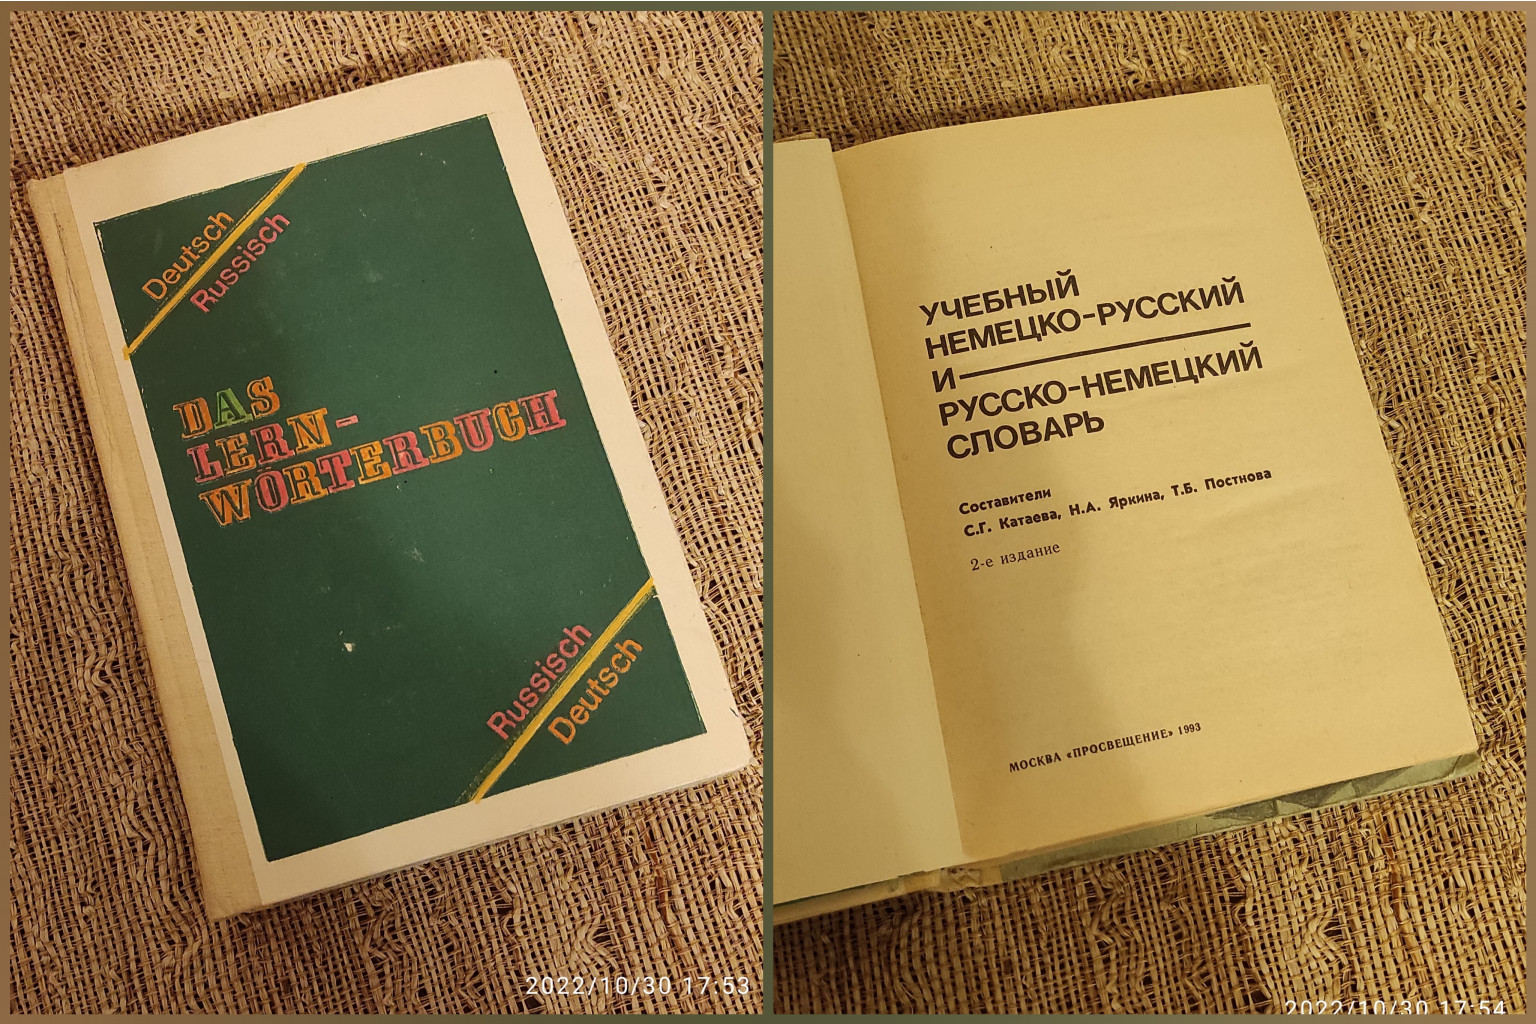 Deutsch
Russisch
DAS
LERN-
WÖRTERBUCH
Russisch
Deutsch
2022/10/30 17:53
УЧЕБНЫЙ
НЕМЕЦКО-РУССКИЙ
И
РУССКО-НЕМЕЦКИЙ
СЛОВАРЬ
Составители
С.Г. Катаева, Н.А. Яркина, Т.Б. Постнова
2-е издание
МОСКВА «ПРОСВЕЩЕНИЕ» 1993
2022/10/30 17:54